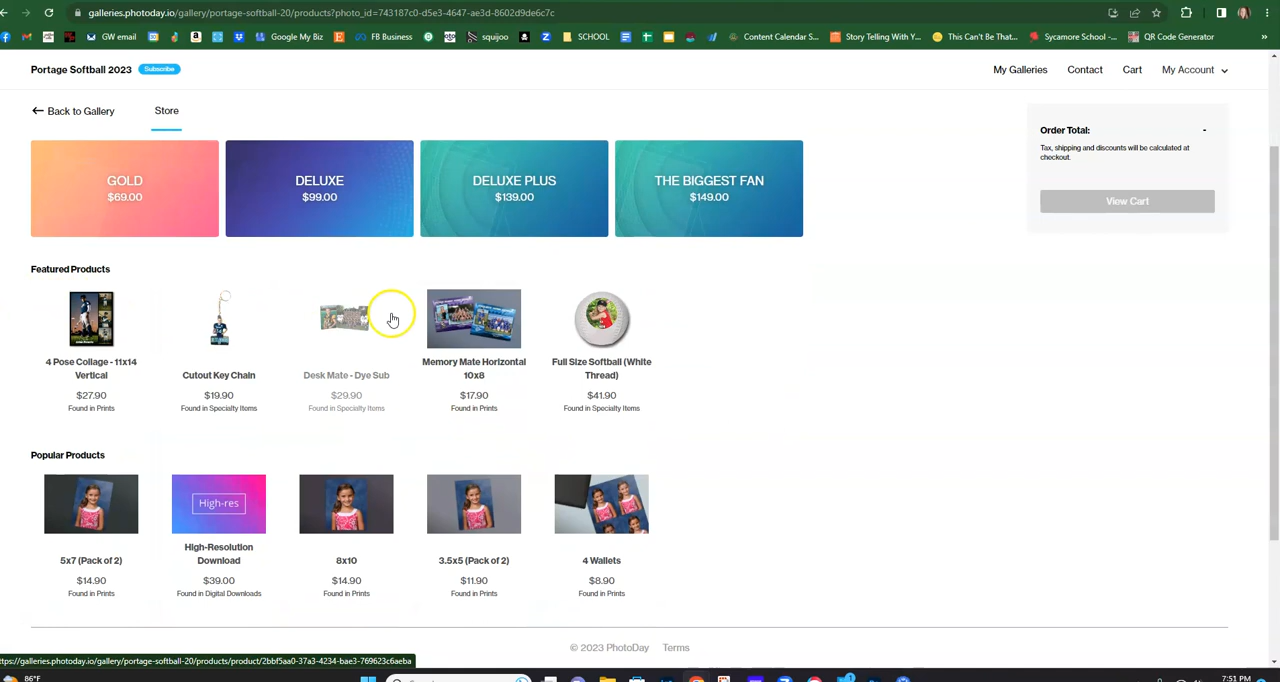 galleries.photoday.io/gallery/portage-softball-20/products?photo_id=743187c0-d5e3-4647-ae3d-8602d9de6c7c
GW email
Google My Biz
FB Business
squijoo
SCHOOL
Content Calendar S...
Story Telling With Y...
This Can't Be That...
Sycamore School -...
QR Code Generator
Portage Softball 2023
Subscribe
My Galleries
Contact
Cart
My Account
Back to Gallery
Store
Order Total:
-
Tax, shipping and discounts will be calculated at
checkout.
View Cart
GOLD
$69.00
DELUXE
$99.00
DELUXE PLUS
$139.00
THE BIGGEST FAN
$149.00
Featured Products
4 Pose Collage - 11x14
Vertical
$27.90
Found in Prints
Cutout Key Chain
$19.90
Found in Specialty Items
Desk Mate - Dye Sub
$29.90
Found in Specialty Items
Memory Mate Horizontal
10x8
$17.90
Found in Prints
Full Size Softball (White
Thread)
$41.90
Found in Specialty Items
Popular Products
5x7 (Pack of 2)
$14.90
Found in Prints
High-res
High-Resolution
Download
$39.00
Found in Digital Downloads
8x10
$14.90
Found in Prints
3.5x5 (Pack of 2)
$11.90
Found in Prints
4 Wallets
$8.90
Found in Prints
© 2023 PhotoDay
Terms
ttps://galleries.photoday.io/gallery/portage-softball-20/products/product/2bbf5aa0-37a3-4234-bae3-769623c6aeba
86°F
7:51 PM